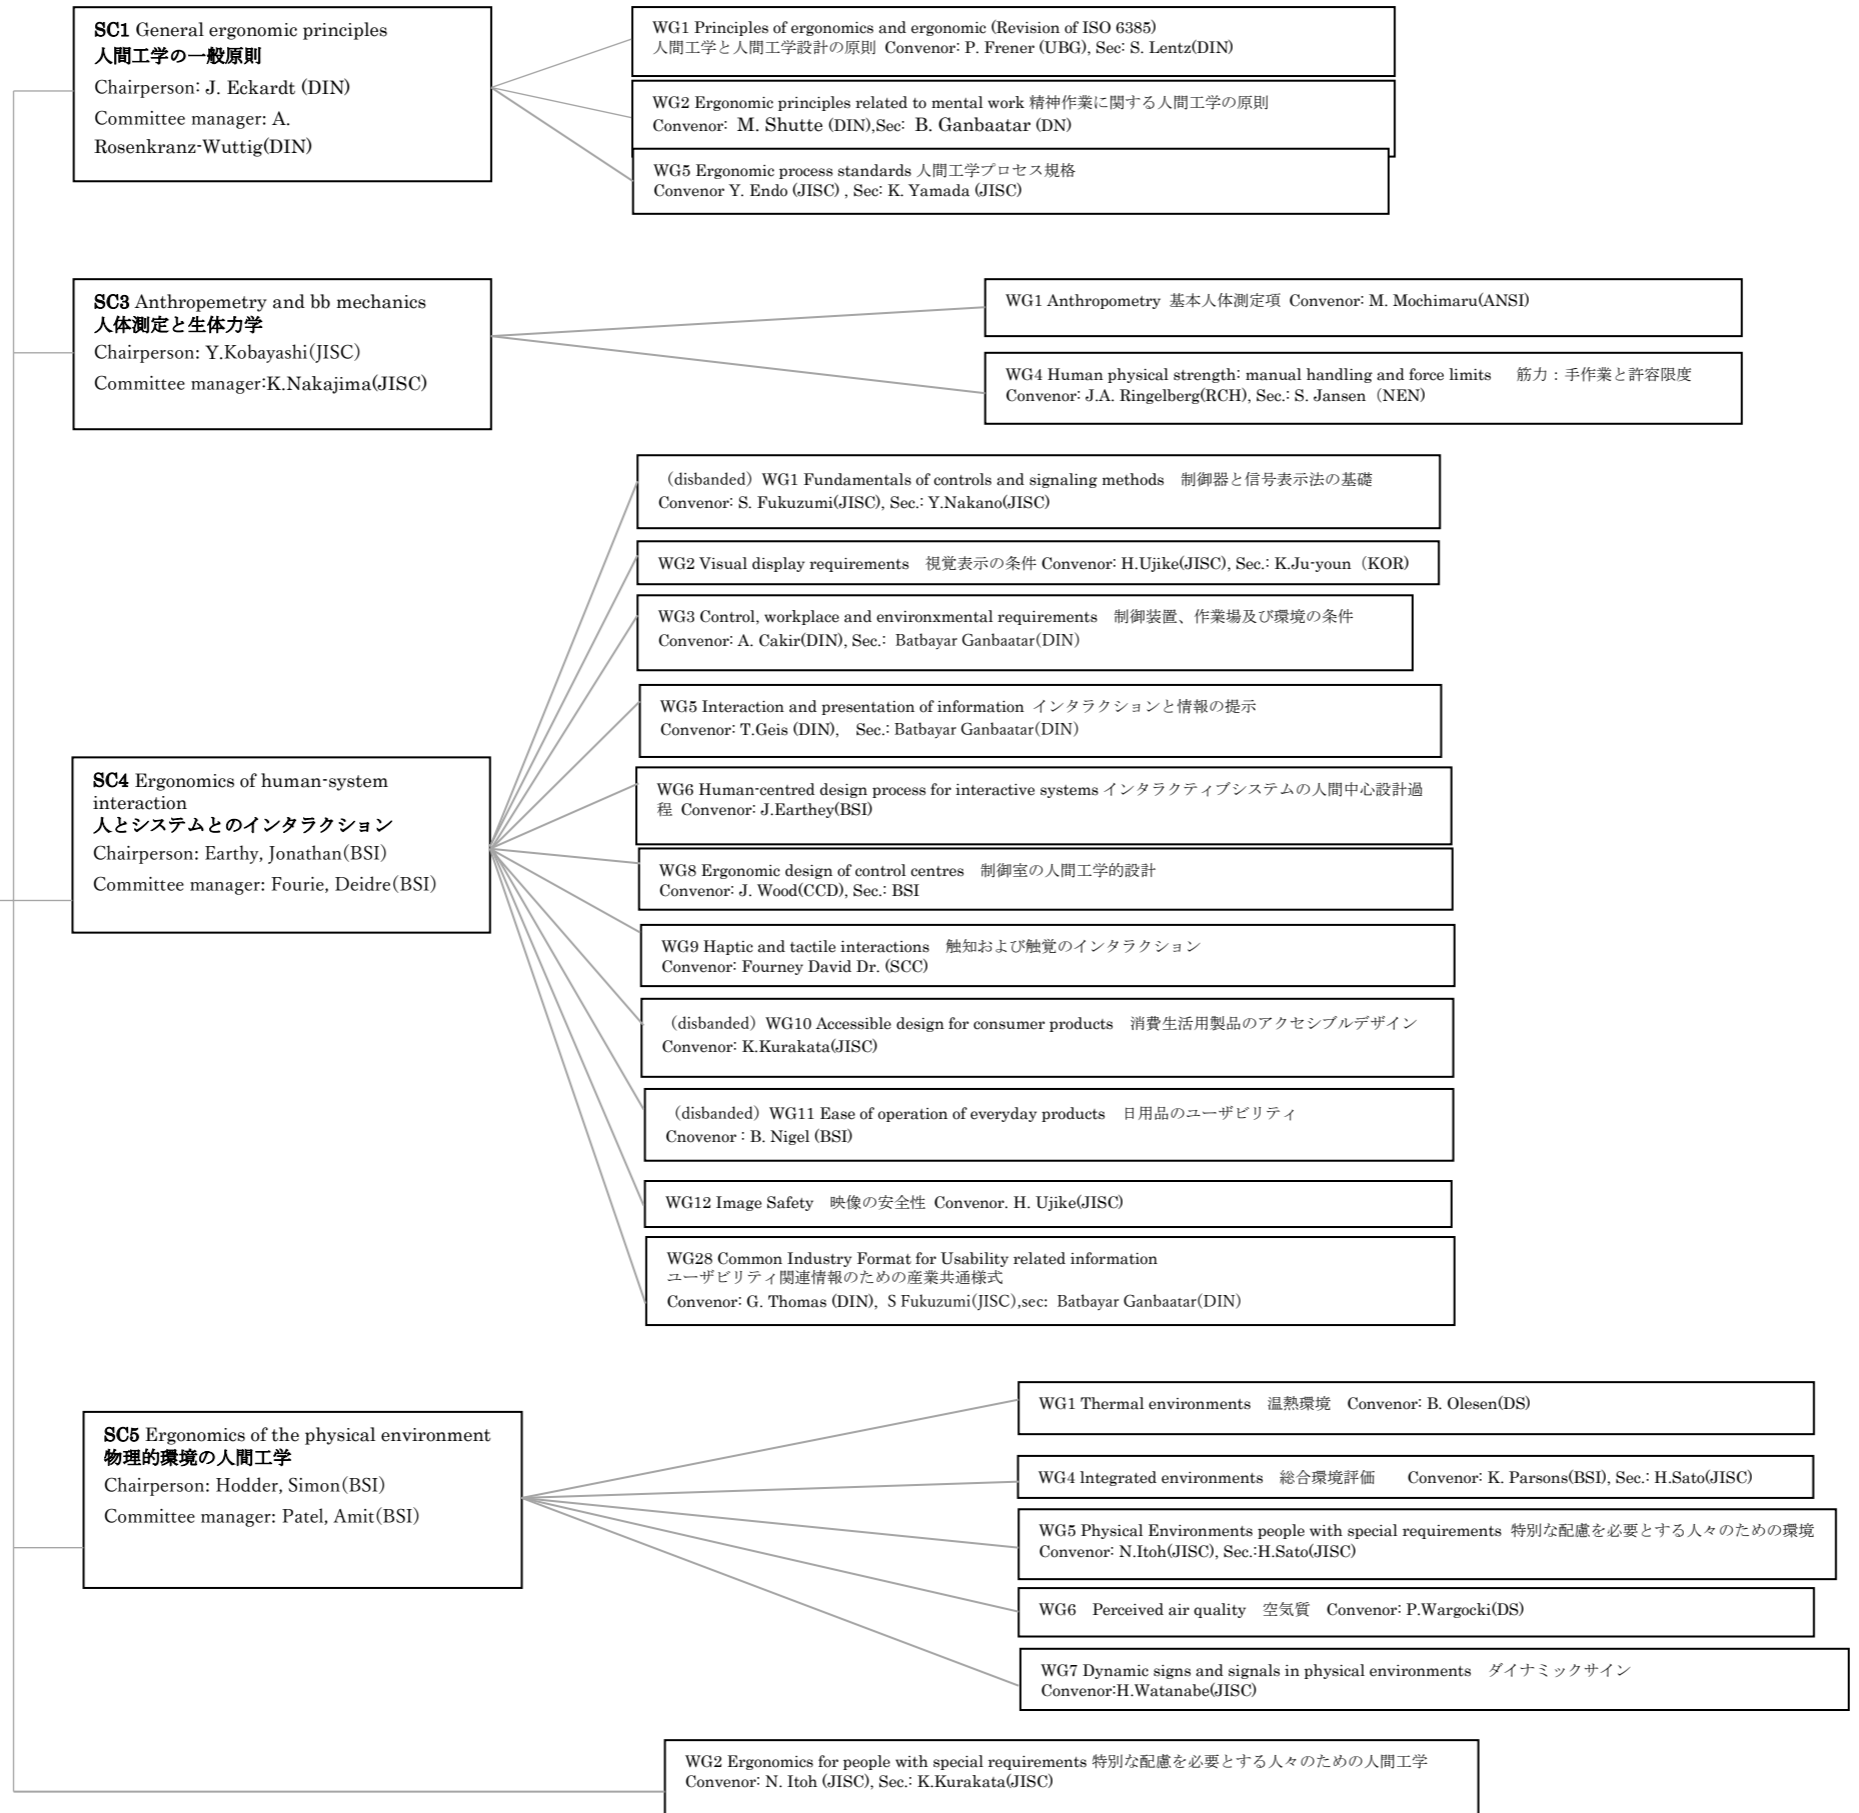 SC1 General ergonomic principles
人間工学の一般原則
Chairperson: J. Eckardt (DIN)
Committee manager: A.
Rosenkranz-Wuttig(DIN)
WG1 Principles of ergonomics and ergonomic (Revision of ISO 6385)
人間工学と人間工学設計の原則 Convenor: P. Frener (UBG), Sec: S. Lentz(DIN)
WG2 Ergonomic principles related to mental work 精神作業に関する人間工学の原則
Convenor: M. Shutte (DIN),Sec: B. Ganbaatar (DN)
WG5 Ergonomic process standards 人間工学プロセス規格
Convenor Y. Endo (JISC) , Sec: K. Yamada (JISC)
SC3 Anthropemetry and bb mechanics
人体測定と生体力学
Chairperson: Y.Kobayashi(JISC)
Committee manager:K.Nakajima(JISC)
WG1 Anthropometry 基本人体測定項 Convenor: M. Mochimaru(ANSI)
WG4 Human physical strength: manual handling and force limits 筋力：手作業と許容限度
Convenor: J.A. Ringelberg(RCH), Sec.: S. Jansen（NEN）
SC4 Ergonomics of human-system
interaction
人とシステムとのインタラクション
Chairperson: Earthy, Jonathan(BSI)
Committee manager: Fourie, Deidre(BSI)
（disbanded）WG1 Fundamentals of controls and signaling methods 制御器と信号表示法の基礎
Convenor: S. Fukuzumi(JISC), Sec.: Y.Nakano(JISC)
WG2 Visual display requirements 視覚表示の条件 Convenor: H.Ujike(JISC), Sec.: K.Ju-youn（KOR）
WG3 Control, workplace and environxmental requirements 制御装置、作業場及び環境の条件
Convenor: A. Cakir(DIN), Sec.: Batbayar Ganbaatar(DIN)
WG5 Interaction and presentation of information インタラクションと情報の提示
Convenor: T.Geis (DIN), Sec.: Batbayar Ganbaatar(DIN)
WG6 Human-centred design process for interactive systems インタラクティブシステムの人間中心設計過
程 Convenor: J.Earthey(BSI)
WG8 Ergonomic design of control centres 制御室の人間工学的設計
Convenor: J. Wood(CCD), Sec.: BSI
WG9 Haptic and tactile interactions 触知および触覚のインタラクション
Convenor: Fourney David Dr. (SCC)
（disbanded）WG10 Accessible design for consumer products 消費生活用製品のアクセシブルデザイン
Convenor: K.Kurakata(JISC)
（disbanded）WG11 Ease of operation of everyday products 日用品のユーザビリティ
Cnovenor : B. Nigel (BSI)
WG12 Image Safety 映像の安全性 Convenor. H. Ujike(JISC)
WG28 Common Industry Format for Usability related information
ユーザビリティ関連情報のための産業共通様式
Convenor: G. Thomas (DIN), S Fukuzumi(JISC),sec: Batbayar Ganbaatar(DIN)
SC5 Ergonomics of the physical environment
物理的環境の人間工学
Chairperson: Hodder, Simon(BSI)
Committee manager: Patel, Amit(BSI)
WG1 Thermal environments 温熱環境 Convenor: B. Olesen(DS)
WG4 lntegrated environments 総合環境評価 Convenor: K. Parsons(BSI), Sec.: H.Sato(JISC)
WG5 Physical Environments people with special requirements 特別な配慮を必要とする人々のための環境
Convenor: N.Itoh(JISC), Sec.:H.Sato(JISC)
WG6 Perceived air quality 空気質 Convenor: P.Wargocki(DS)
WG7 Dynamic signs and signals in physical environments ダイナミックサイン
Convenor:H.Watanabe(JISC)
WG2 Ergonomics for people with special requirements 特別な配慮を必要とする人々のための人間工学
Convenor: N. Itoh (JISC), Sec.: K.Kurakata(JISC)